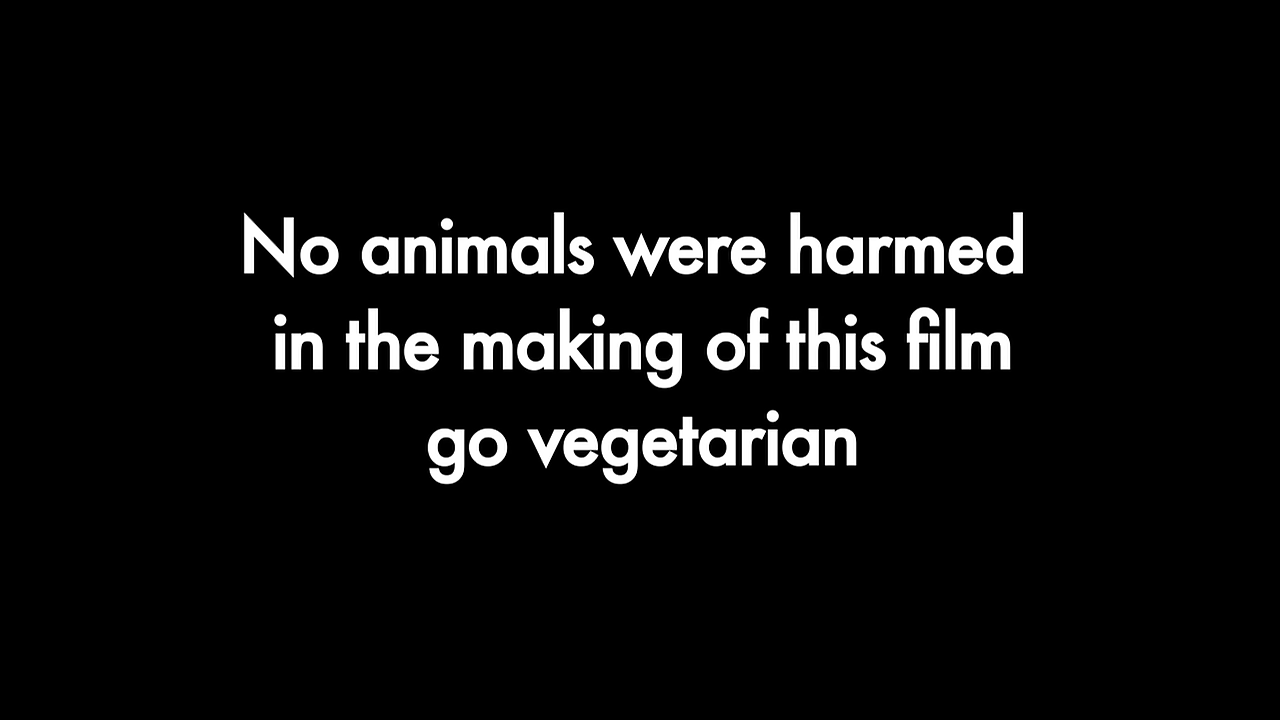 No animals were harmed
in the making of this film
go vegetarian